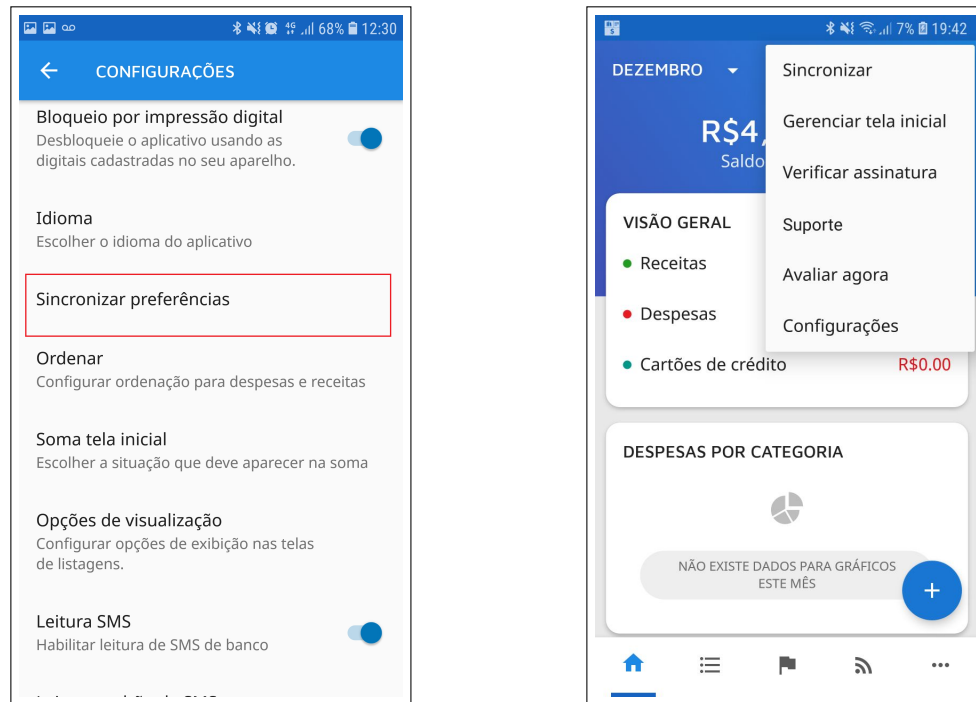 4G 68% 12:30
CONFIGURAÇÕES
Bloqueio por impressão digital
Desbloqueie o aplicativo usando as
digitais cadastradas no seu aparelho.
Idioma
Escolher o idioma do aplicativo
Sincronizar preferências
Ordenar
Configurar ordenação para despesas e receitas
Soma tela inicial
Escolher a situação que deve aparecer na soma
Opções de visualização
Configurar opções de exibição nas telas
de listagens.
Leitura SMS
Habilitar leitura de SMS de banco
7% 19:42
DEZEMBRO
R$4,
Saldo
Sincronizar
Gerenciar tela inicial
Verificar assinatura
Suporte
Avaliar agora
Configurações
VISÃO GERAL
Receitas
Despesas
Cartões de crédito R$0.00
DESPESAS POR CATEGORIA
NÃO EXISTE DADOS PARA GRÁFICOS
ESTE MÊS